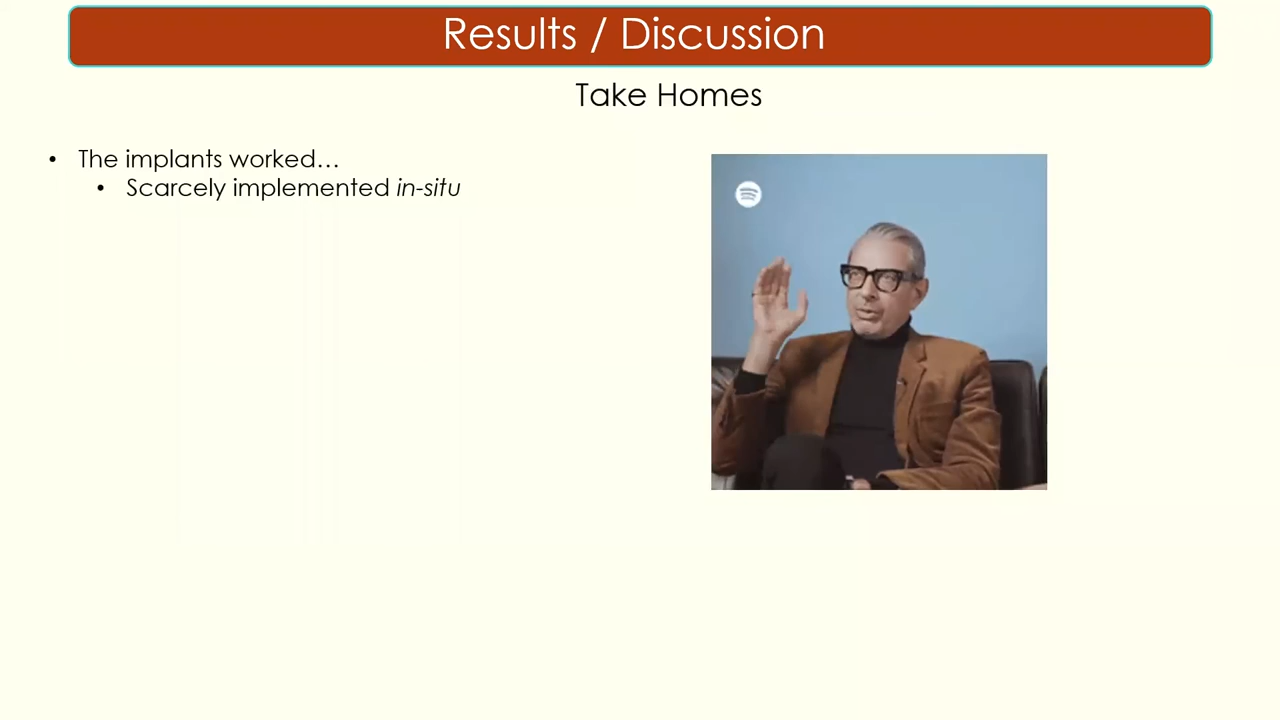 Results / Discussion
Take Homes
• The implants worked…
• Scarcely implemented in-situ